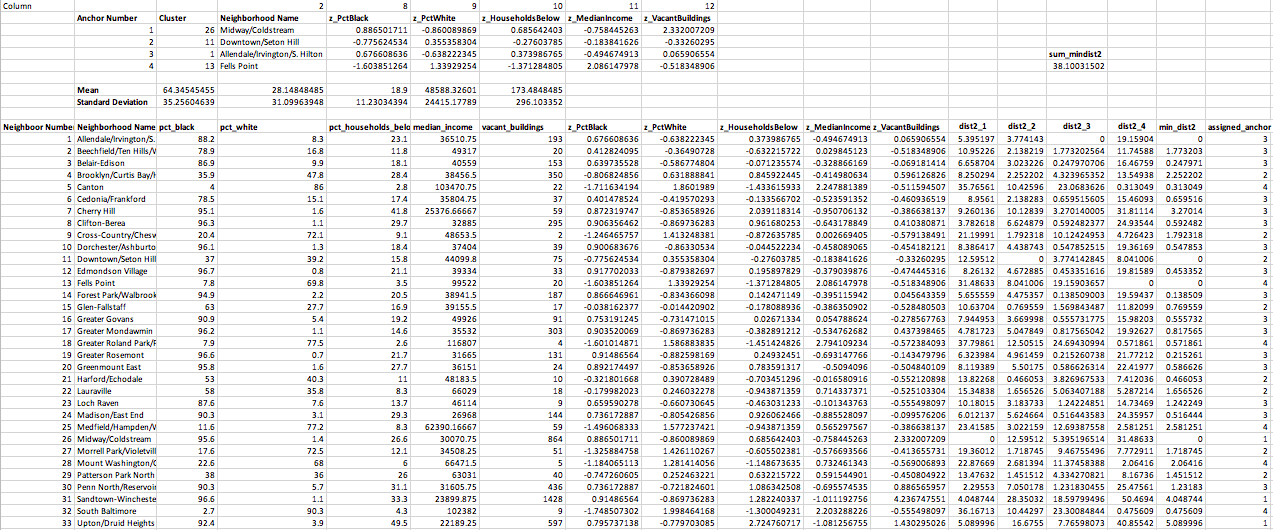 Column 2 8 9 10 11 12
Anchor Number Cluster Neighborhood Name z_PctBlack z_PctWhite z_HouseholdsBelow z_MedianIncome z_VacantBuildings
1 26 Midway/Coldstream 0.886501711 -0.860089869 0.685642403 -0.758445263 2.332007209
2 11 Downtown/Seton Hill -0.775624534 0.355358304 -0.27603785 -0.183841626 -0.33260295
3 1 Allendale/Irvington/S. Hilton 0.676608636 -0.638222345 0.373986765 -0.494674913 0.065906554 sum_mindist2
4 13 Fells Point -1.603851264 1.33929254 -1.371284805 2.086147978 -0.518348906 38.10031502
Mean 64.34545455 28.14848485 18.9 48588.32601 173.4848485
Standard Deviation 35.25604639 31.09963948 11.23034394 24415.17789 296.103352
Neighboor Numbe Neighborhood Name pct_black pct_white pct_households_belo median_income vacant_buildings z_PctBlack z_PctWhite z_HouseholdsBelow z_MedianIncome z_VacantBuildings dist2_1 dist2_2 dist2_3 dist2_4 min_dist2 assigned_anchor
1 Allendale/Irvington/S. 88.2 8.3 23.1 36510.75 193 0.676608636 -0.638222345 0.373986765 -0.494674913 0.065906554 5.395197 3.774143 0 19.15904 0 3
2 Beechfield/Ten Hills/ 78.9 16.8 11.8 49317 20 0.412824095 -0.36490728 -0.632215722 0.029845123 -0.518348906 10.95226 2.138219 1.773202564 11.74588 1.773203 3
3 Belair-Edison 86.9 9.9 18.1 40559 153 0.639735528 -0.586774804 -0.071235574 -0.328866169 -0.069181414 6.658704 3.023226 0.247970706 16.46759 0.247971 3
4 Brooklyn/Curtis Bay/ 35.9 47.8 28.4 38456.5 350 -0.806824856 0.631888841 0.845922445 -0.414980634 0.596126826 8.250294 2.252202 4.323965352 13.54938 2.252202 2
5 Canton 4 86 2.8 103470.75 22 -1.711634194 1.8601989 -1.433615933 2.247881389 -0.511594507 35.76561 10.42596 23.0683626 0.313049 0.313049 4
6 Cedonia/Frankford 78.5 15.1 17.4 35804.75 37 0.401478524 -0.419570293 -0.133566702 -0.523591352 -0.460936519 8.9561 2.138283 0.659515605 15.46093 0.659516 3
7 Cherry Hill 95.1 1.6 41.8 25376.66667 59 0.872319747 -0.853658926 2.039118314 -0.950706132 -0.386638137 9.260136 10.12839 3.270140005 31.81114 3.27014 3
8 Clifton-Berea 96.3 1.1 29.7 32885 295 0.906356462 -0.869736283 0.961680253 -0.643178849 0.410380871 3.782618 6.624879 0.592482377 24.93544 0.592482 3
9 Cross-Country/Chesw 20.4 72.1 9.1 48653.5 2 -1.246465757 1.413248381 -0.872635785 0.002669405 -0.579138491 21.19991 1.792318 10.12424953 4.726423 1.792318 2
10 Dorchester/Ashburto 96.1 1.3 18.4 37404 39 0.900683676 -0.86330534 -0.044522234 -0.458089065 -0.454182121 8.386417 4.438743 0.547852515 19.36169 0.547853 3
11 Downtown/Seton Hill 37 39.2 15.8 44099.8 75 -0.775624534 0.355358304 -0.27603785 -0.183841626 -0.33260295 12.59512 0 3.774142845 8.041006 0 2
12 Edmondson Village 96.7 0.8 21.1 39334 33 0.917702033 -0.879382697 0.195897829 -0.379039876 -0.474445316 8.26132 4.672885 0.453351616 19.81589 0.453352 3
13 Fells Point 7.8 69.8 3.5 99522 20 -1.603851264 1.33929254 -1.371284805 2.086147978 -0.518348906 31.48633 8.041006 19.15903657 0 0 4
14 Forest Park/Walbrook 94.9 2.2 20.5 38941.5 187 0.866646961 -0.834366098 0.142471149 -0.395115942 0.045643359 5.655559 4.475357 0.138509003 19.59437 0.138509 3
15 Glen-Fallstaff 63 27.7 16.9 39155.5 17 -0.038162377 -0.014420902 -0.178088936 -0.386350902 -0.528480503 10.63704 0.769559 1.569843487 11.82099 0.769559 2
16 Greater Govans 90.9 5.4 19.2 49926 91 0.753191245 -0.731471015 0.02671334 0.054788264 -0.278567763 7.944953 3.669998 0.555731775 15.98203 0.555732 3
17 Greater Mondawmin 96.2 1.1 14.6 35532 303 0.903520069 -0.869736283 -0.382891212 -0.534762682 0.437398465 4.781723 5.047849 0.817565042 19.92627 0.817565 3
18 Greater Roland Park/P 7.9 77.5 2.6 116807 4 -1.601014871 1.586883835 -1.451424826 2.794109234 -0.572384093 37.79861 12.50515 24.69430994 0.571861 0.571861 4
19 Greater Rosemont 96.6 0.7 21.7 31665 131 0.91486564 -0.882598169 0.24932451 -0.693147766 -0.143479796 6.323984 4.961459 0.215260738 21.77212 0.215261 3
20 Greenmount East 95.8 1.6 27.7 36151 24 0.892174497 -0.853658926 0.783591317 -0.5094096 -0.504840109 8.119389 5.50175 0.586626314 22.41977 0.586626 3
21 Harford/Echodale 53 40.3 11 48183.5 10 -0.321801668 0.390728489 -0.703451296 -0.016580916 -0.552120898 13.82268 0.466053 3.826967533 7.412036 0.466053 2
22 Lauraville 58 35.8 8.3 66029 18 -0.179982023 0.246032278 -0.943871359 0.714337371 -0.525103304 15.34838 1.656526 5.063407188 5.287214 1.656526 2
23 Loch Raven 87.6 7.6 13.7 46114 9 0.659590278 -0.660730645 -0.463031233 -0.101343763 -0.555498097 10.18015 3.183733 1.24224851 14.73469 1.242249 3
24 Madison/East End 90.3 3.1 29.3 26968 144 0.736172887 -0.805426856 0.926062466 -0.885528097 -0.099576206 6.012137 5.624664 0.516443583 24.35957 0.516444 3
25 Medfield/Hampden/ 11.6 77.2 8.3 62390.16667 59 -1.496068333 1.577237421 -0.943871359 0.565297567 -0.386638137 23.41585 3.022159 12.69387558 2.581251 2.581251 4
26 Midway/Coldstream 95.6 1.4 26.6 30070.75 864 0.886501711 -0.860089869 0.685642403 -0.758445263 2.332007209 0 12.59512 5.395196514 31.48633 0 1
27 Morrell Park/Violetvill 17.6 72.5 12.1 34508.25 51 -1.325884758 1.426110267 -0.605502381 -0.576693566 -0.413655731 19.36012 1.718745 9.46755496 7.772911 1.718745 2
28 Mount Washington/C 22.6 68 6 66471.5 5 -1.184065113 1.281414056 -1.148673635 0.732461343 -0.569006893 22.87669 2.681394 11.37458388 2.06416 2.06416 4
29 Patterson Park North 38 36 26 63031 40 -0.74726065 0.252463221 0.632215722 0.591544901 -0.450804922 13.47632 1.451512 4.334270821 8.16736 1.451512 2
30 Penn North/Reservoir 90.3 5.7 31.1 31605.5 436 0.736172887 -0.721824601 1.086342508 -0.695574535 0.886565957 2.29553 7.050178 1.231830455 25.47561 1.23183 3
31 Sandtown-Wincheste 96.6 1.1 33.3 23899.875 1428 0.91486564 -0.869736283 1.282240337 -1.011192756 4.236747551 4.048744 28.35032 18.59799496 50.4694 4.048744 1
32 South Baltimore 2.7 90.3 4.3 102382 9 -1.748507302 1.998464168 -1.300049231 2.203288226 -0.555498097 36.16713 10.44297 23.30084844 0.475609 0.475609 4
33 Upton/Druid Heights 92.4 3.9 49.5 22189.25 597 0.795737138 -0.779703085 2.724760717 -1.081256755 1.430295026 5.089996 16.6755 7.76598073 40.85542 5.089996 1